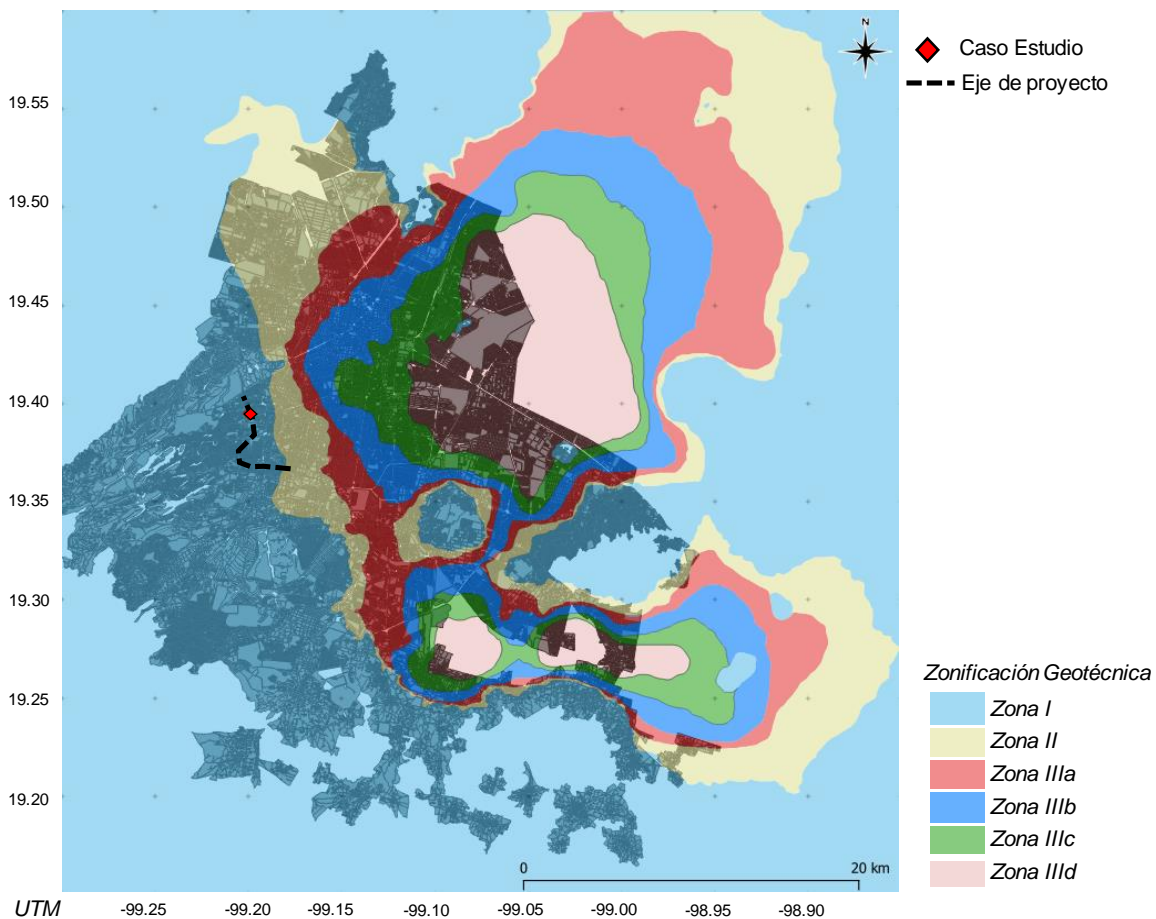 N
Caso Estudio
Eje de proyecto
19.55
19.50
19.45
19.40
19.35
19.30
19.25
19.20
Zonificación Geotécnica
Zona I
Zona II
Zona IIIa
Zona IIIb
Zona IIIc
Zona IIId
0 20 km
UTM -99.25 -99.20 -99.15 -99.10 -99.05 -99.00 -98.95 -98.90